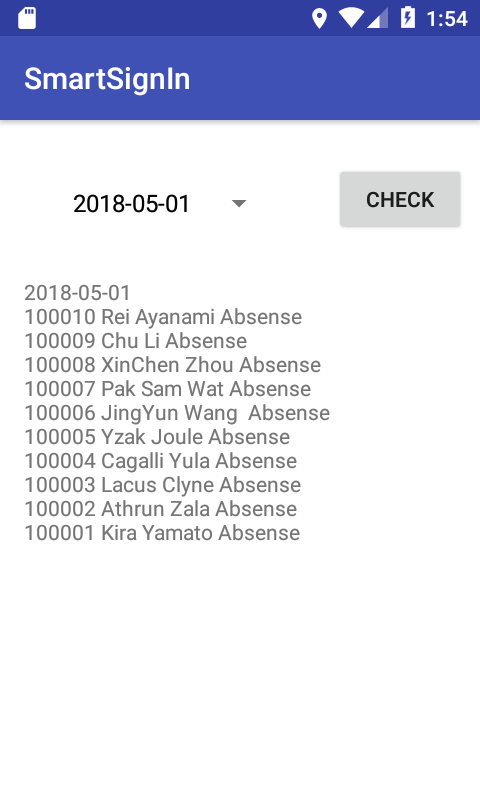 1:54
SmartSignIn
2018-05-01
CHECK
2018-05-01
100010 Rei Ayanami Absense
100009 Chu Li Absense
100008 XinChen Zhou Absense
100007 Pak Sam Wat Absense
100006 JingYun Wang  Absense
100005 Yzak Joule Absense
100004 Cagalli Yula Absense
100003 Lacus Clyne Absense
100002 Athrun Zala Absense
100001 Kira Yamato Absense